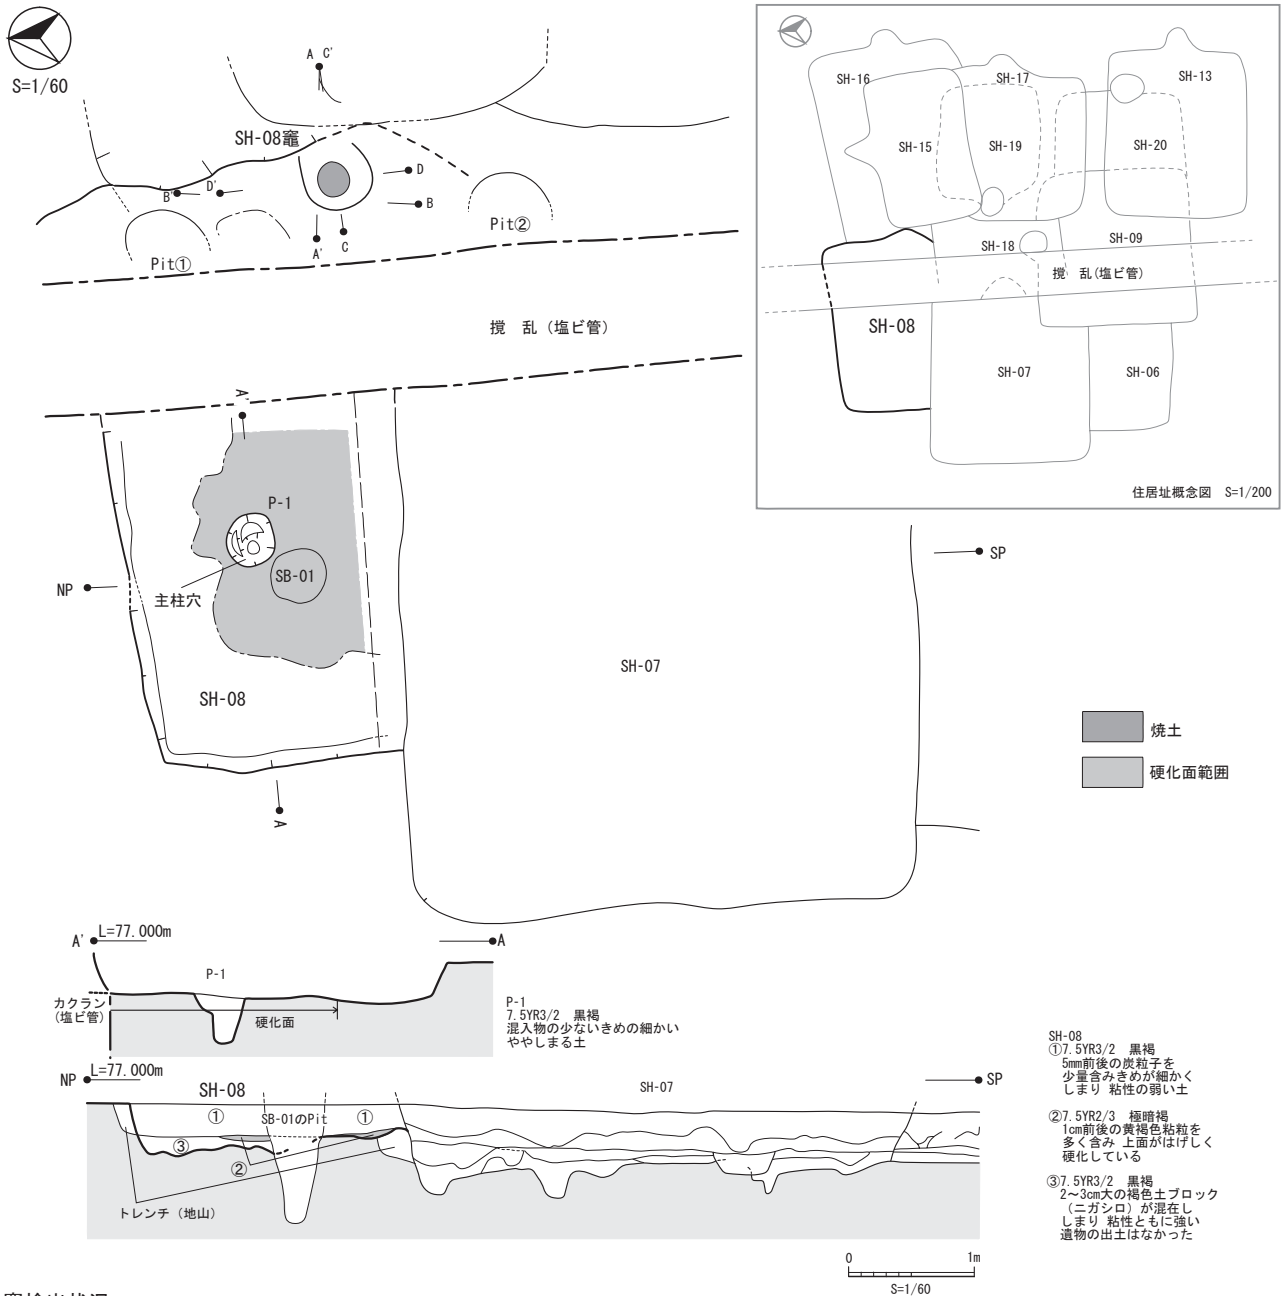 S=1/60
A C'
SH-08竈
B'
D'
D
B
A'
C
Pit①
Pit②
撹 乱（塩ビ管）
SH-16
SH-17
SH-13
SH-15
SH-19
SH-20
SH-18
SH-09
撹 乱(塩ビ管)
SH-08
SH-07
SH-06
住居址概念図 S=1/200
A'
P-1
SB-01
主柱穴
NP
SP
SH-08
SH-07
A
焼土
硬化面範囲
A' L=77.000m
A
P-1
カクラン
(塩ビ管)
硬化面
P-1
7.5YR3/2 黒褐
混入物の少ないきめの細かい
ややしまる土
NP L=77.000m
SP
SH-08
SH-07
①
SB-01のPit
①
③
②
トレンチ（地山）
SH-08
①7.5YR3/2 黒褐
5mm前後の炭粒子を
少量含みきめが細かく
しまり 粘性の弱い土
②7.5YR2/3 極暗褐
1cm前後の黄褐色粘粒を
多く含み 上面がはげしく
硬化している
③7.5YR3/2 黒褐
2〜3cm大の褐色土ブロック
（ニガシロ）が混在し
しまり 粘性ともに強い
遺物の出土はなかった
0 1m
S=1/60